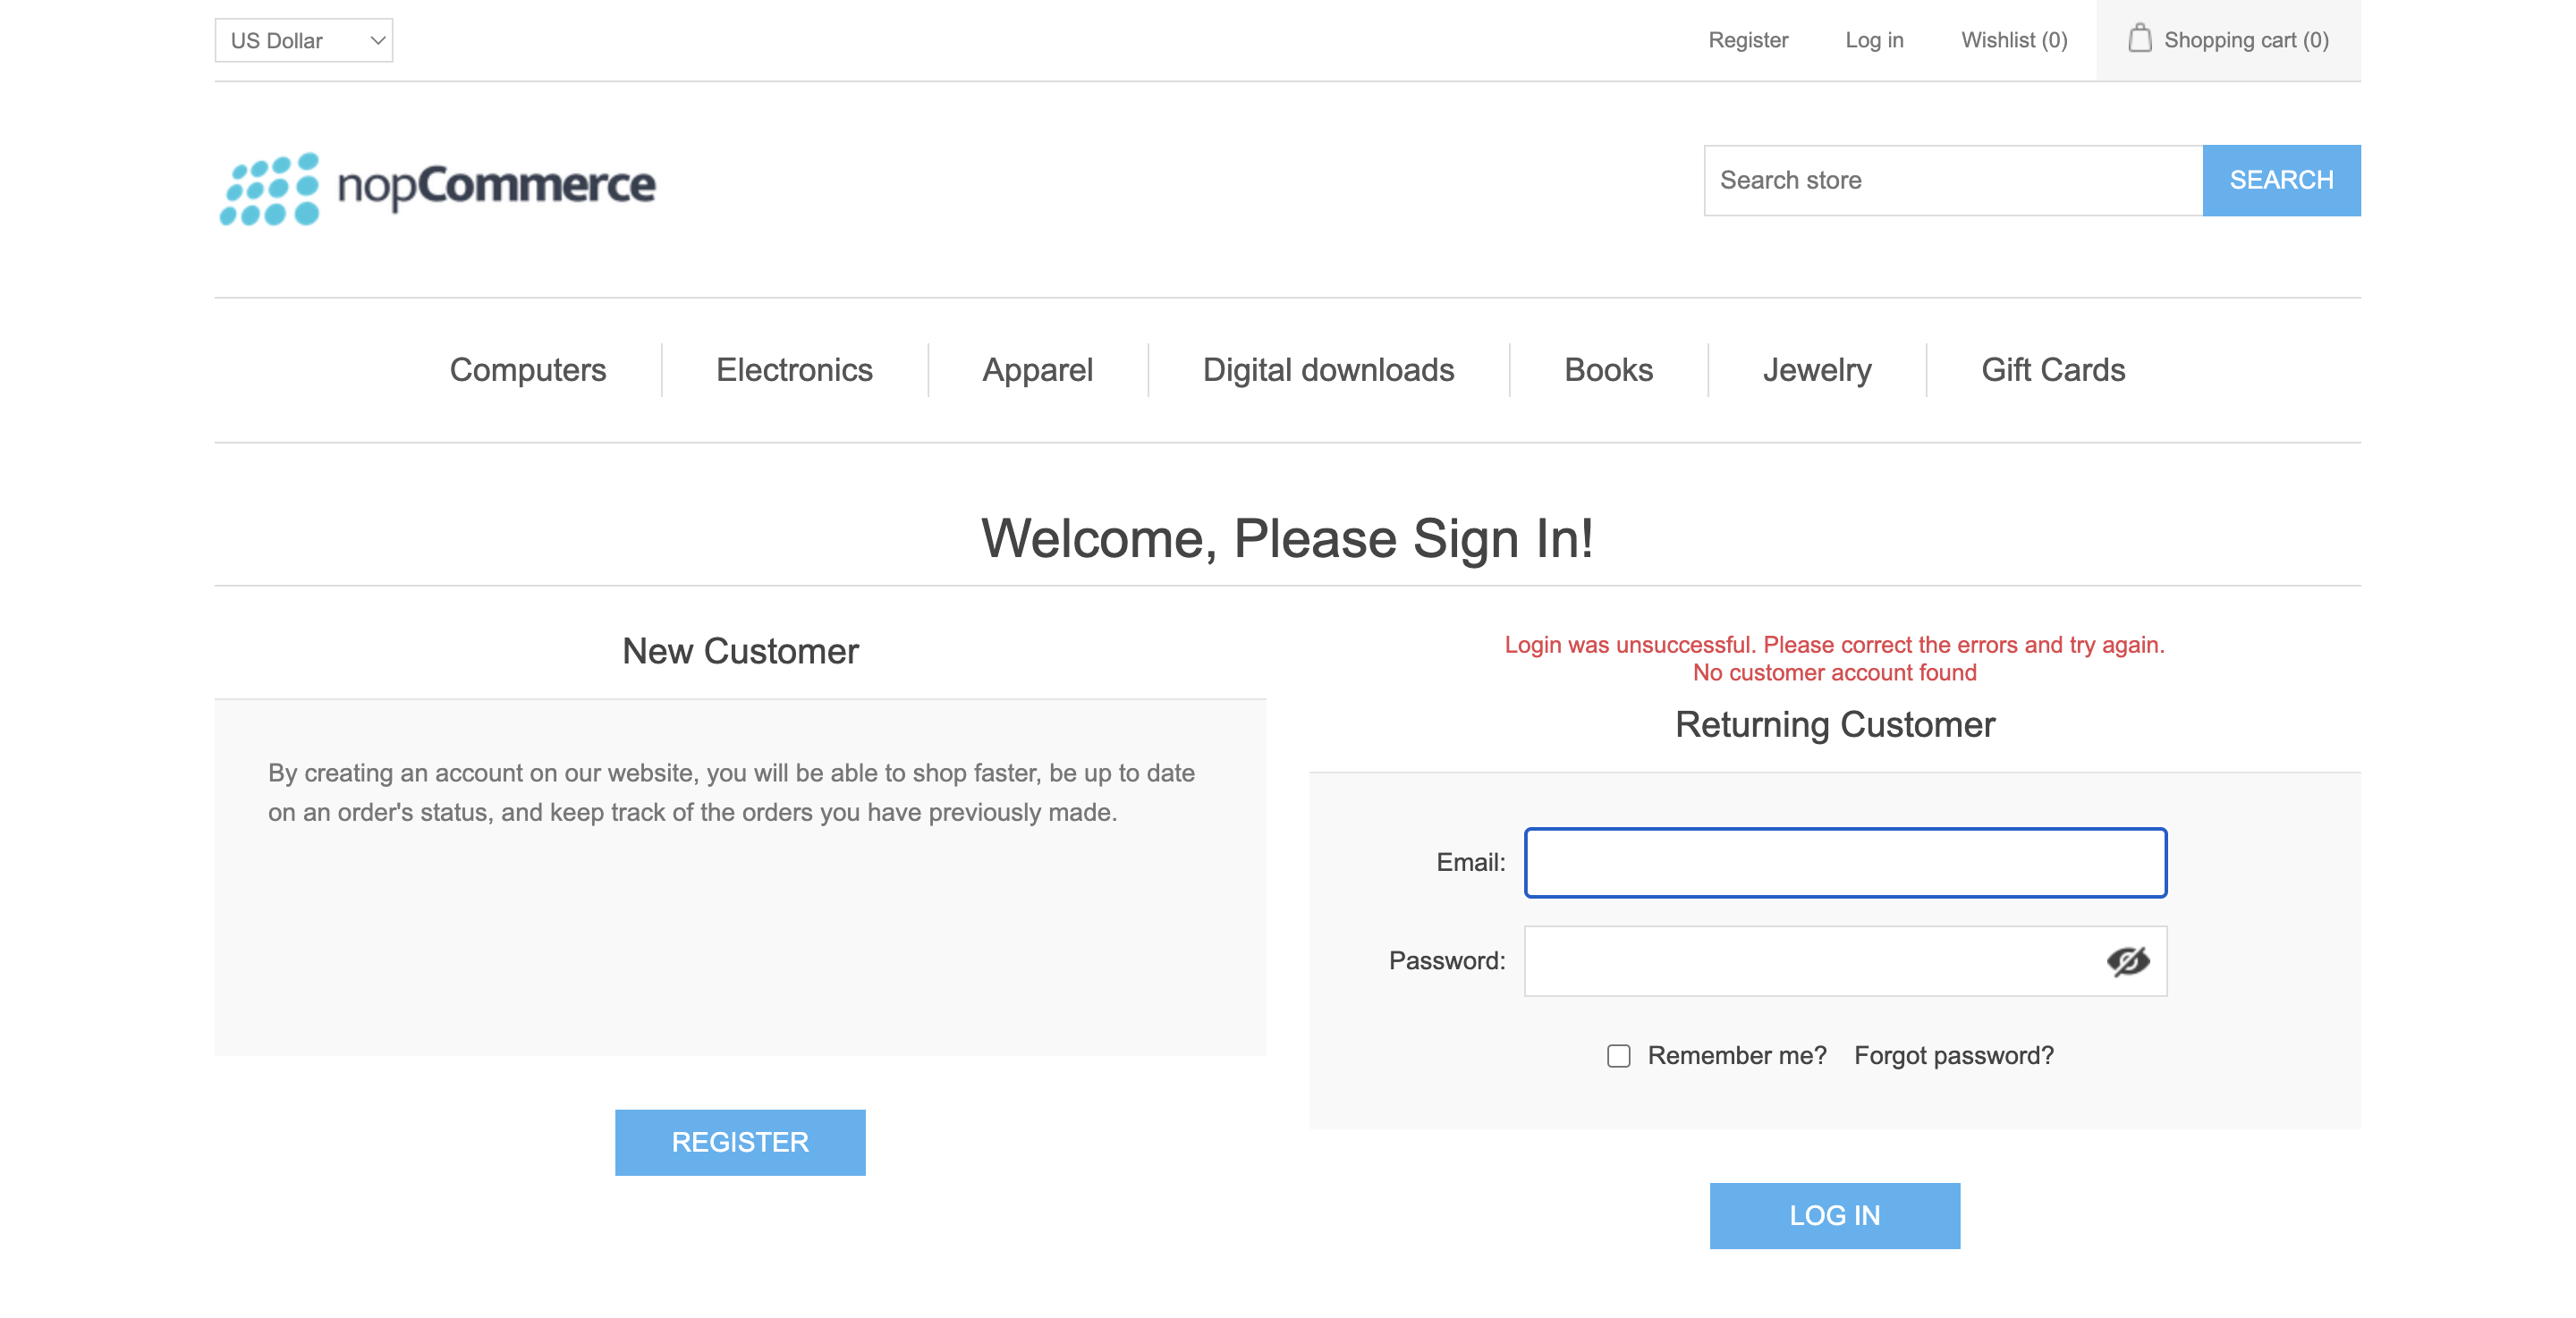 US Dollar
Register
Log in
Wishlist (0)
Shopping cart (0)
nopCommerce
Search store
SEARCH
Computers
Electronics
Apparel
Digital downloads
Books
Jewelry
Gift Cards
Welcome, Please Sign In!
New Customer
By creating an account on our website, you will be able to shop faster, be up to date
on an order's status, and keep track of the orders you have previously made.
REGISTER
Login was unsuccessful. Please correct the errors and try again.
No customer account found
Returning Customer
Email:
Password:
Remember me?
Forgot password?
LOG IN